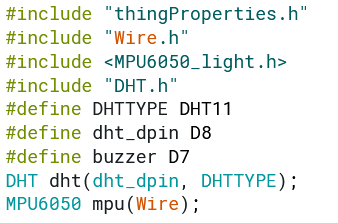 #include "thingProperties.h"
#include "Wire.h"
#include <MPU6050_light.h>
#include "DHT.h"
#define DHTTYPE DHT11
#define dht_dpin D8
#define buzzer D7
DHT dht(dht_dpin, DHTTYPE);
MPU6050 mpu(Wire);